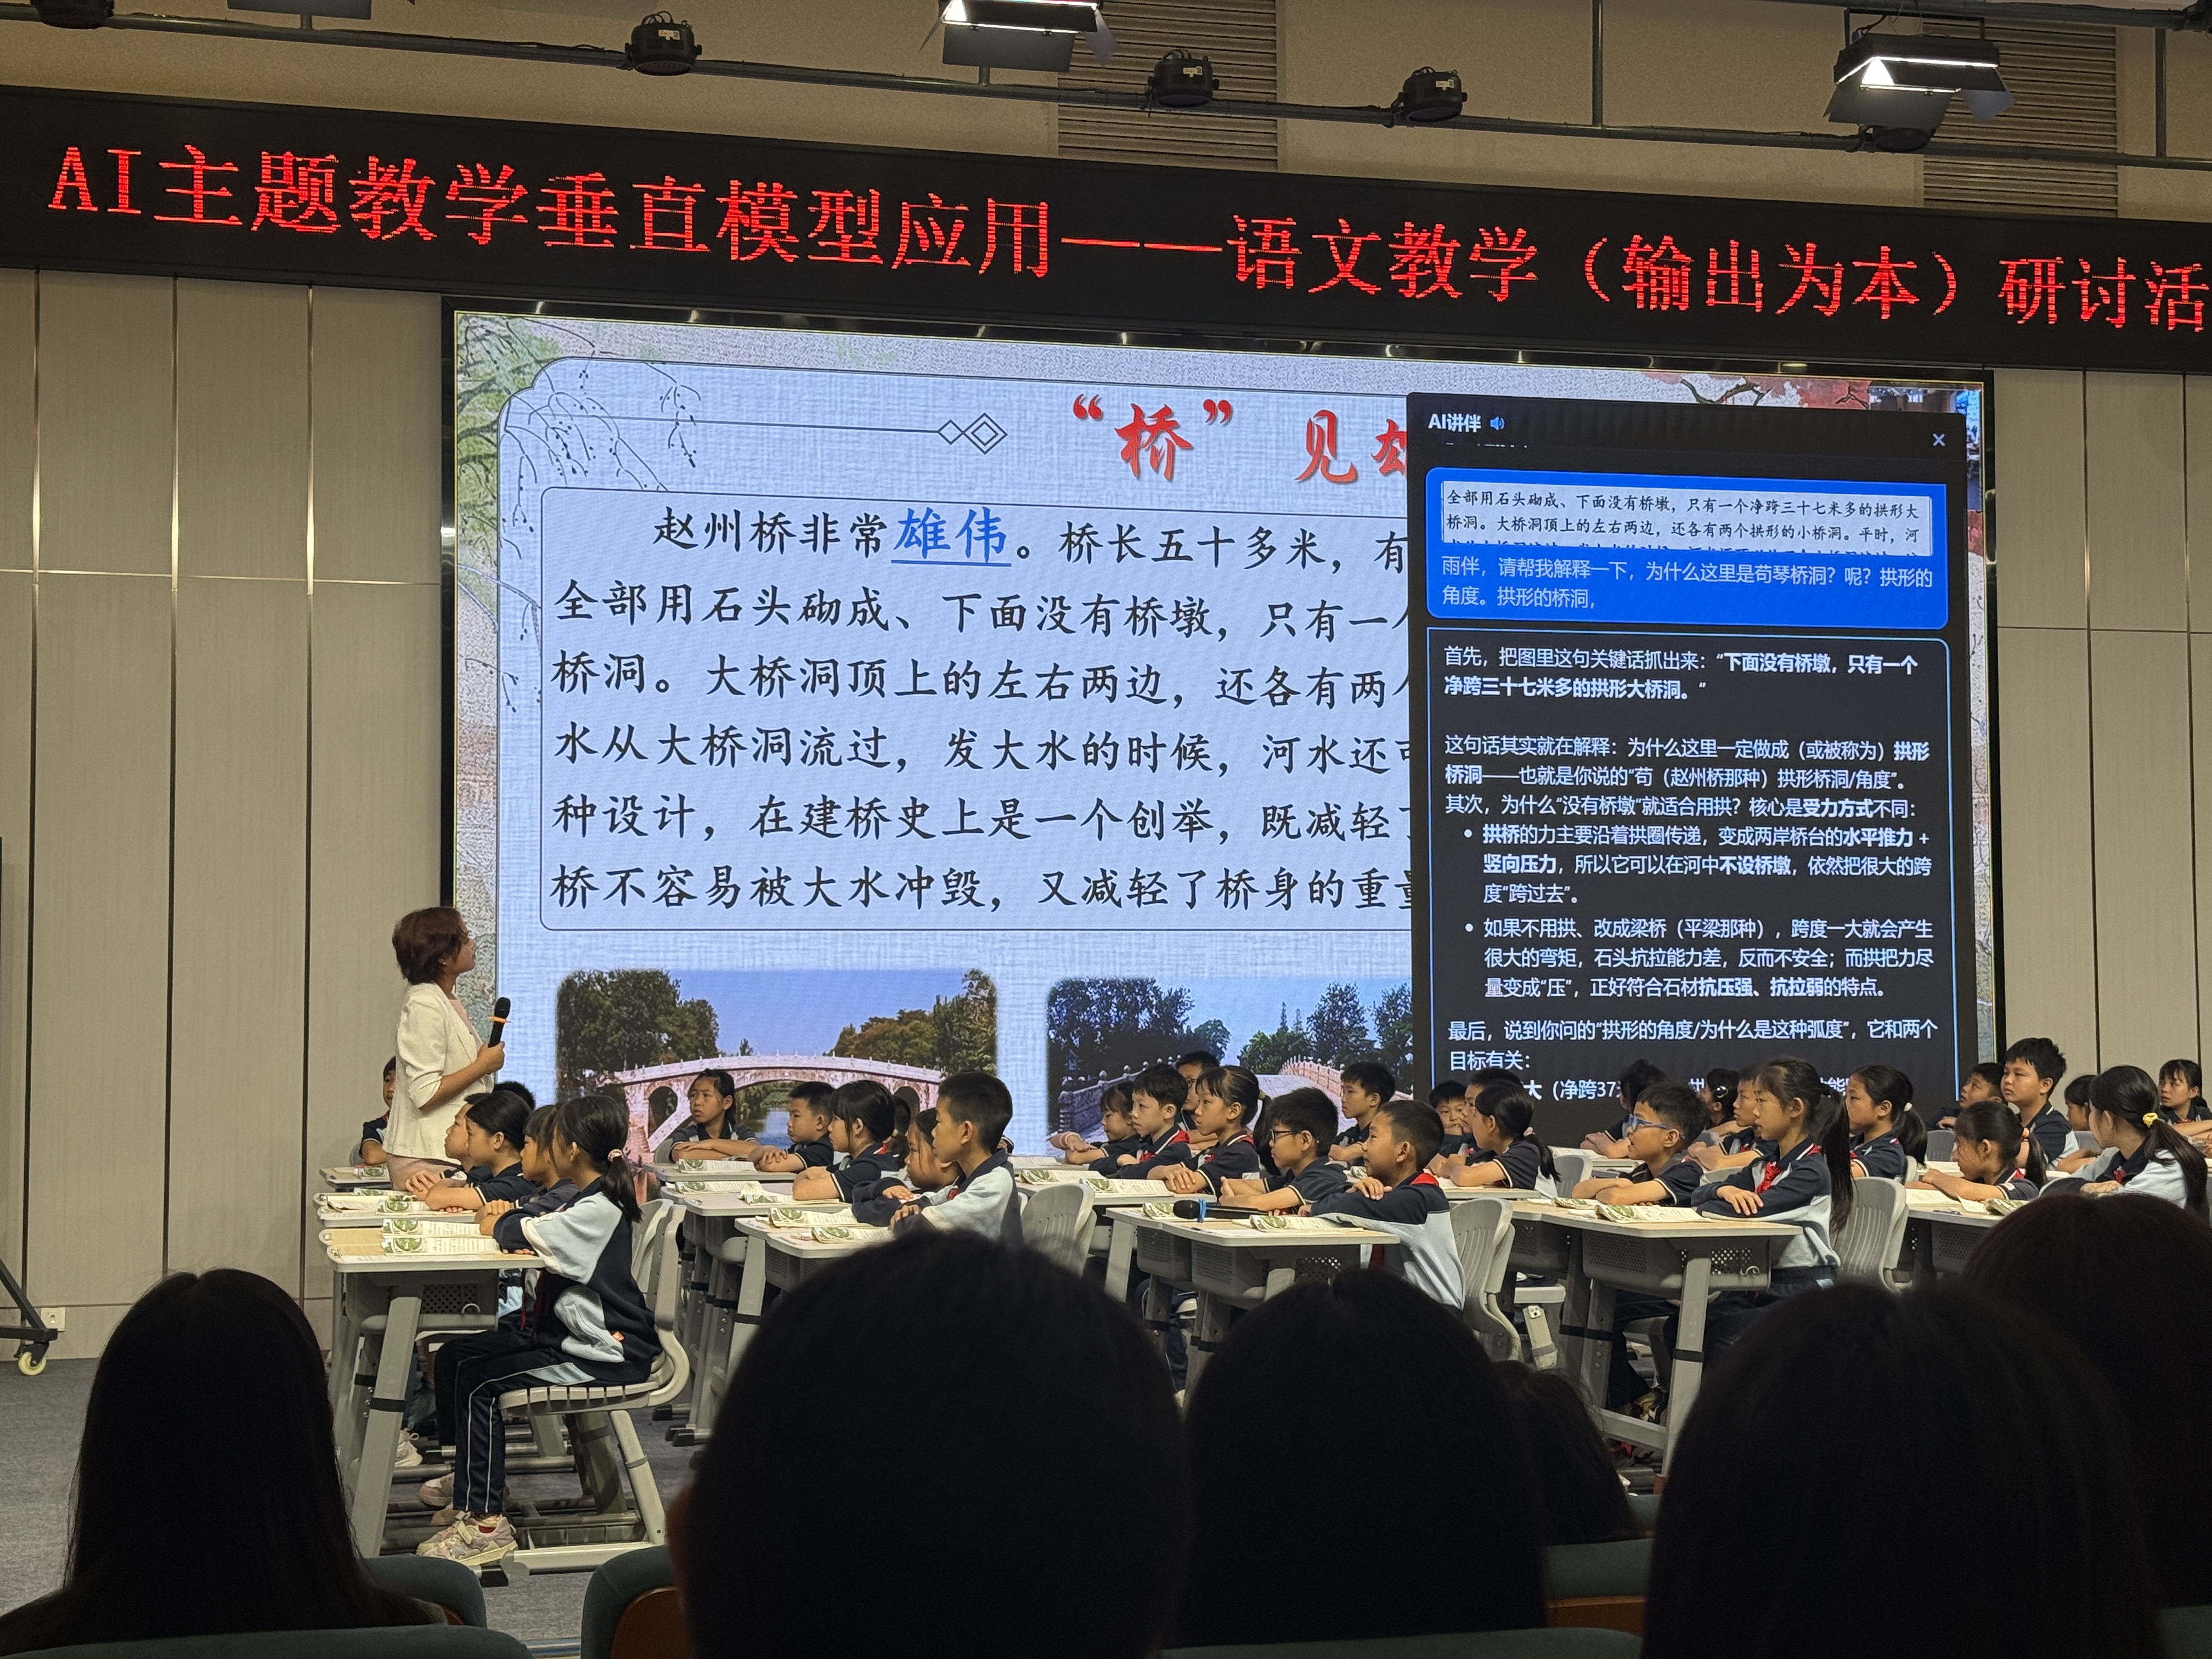 AI主题教学垂直模型应用——语文教学（输出为本）研讨活
“桥”见
赵州桥非常雄伟。桥长五十多米，有
全部用石头砌成、下面没有桥墩，只有一个
桥洞。大桥洞顶上的左右两边，还各有两个
水从大桥洞流过，发大水的时候，河水还可
种设计，在建桥史上是一个创举，既减轻了
桥不容易被大水冲毁，又减轻了桥身的重量
AI讲伴
全部用石头砌成、下面没有桥墩，只有一个净跨三十七米多的拱形大
桥洞。大桥洞顶上的左右两边，还各有两个拱形的小桥洞。平时，河
雨伴，请帮我解释一下，为什么这里是苟琴桥洞？呢？拱形的
角度。拱形的桥洞，
首先，把图里这句关键话抓出来：“下面没有桥墩，只有一个
净跨三十七米多的拱形大桥洞。”
这句话其实就在解释：为什么这里一定做成（或被称为）拱形
桥洞——也就是你说的“苟（赵州桥那种）拱形桥洞/角度”。
其次，为什么“没有桥墩”就适合用拱？核心是受力方式不同：
• 拱桥的力主要沿着拱圈传递，变成两岸桥台的水平推力 +
竖向压力，所以它可以在河中不设桥墩，依然把很大的跨
度“跨过去”。
• 如果不用拱、改成梁桥（平梁那种），跨度一大就会产生
很大的弯矩，石头抗拉能力差，反而不安全；而拱把力尽
量变成“压”，正好符合石材抗压强、抗拉弱的特点。
最后，说到你问的“拱形的角度/为什么是这种弧度”，它和两个
目标有关：
大（净跨37